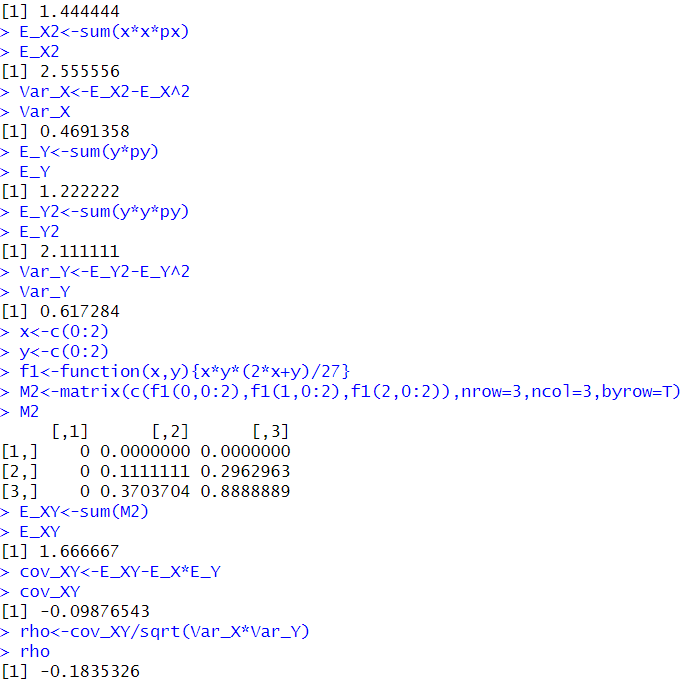 [1] 1.444444
> E_X2<-sum(x*x*px)
> E_X2
[1] 2.555556
> Var_X<-E_X2-E_X^2
> Var_X
[1] 0.4691358
> E_Y<-sum(y*py)
> E_Y
[1] 1.222222
> E_Y2<-sum(y*y*py)
> E_Y2
[1] 2.111111
> Var_Y<-E_Y2-E_Y^2
> Var_Y
[1] 0.617284
> x<-c(0:2)
> y<-c(0:2)
> f1<-function(x,y){x*y*(2*x+y)/27}
> M2<-matrix(c(f1(0,0:2),f1(1,0:2),f1(2,0:2)),nrow=3,ncol=3,byrow=T)
> M2
     [,1]      [,2]      [,3]
[1,]    0 0.0000000 0.0000000
[2,]    0 0.1111111 0.2962963
[3,]    0 0.3703704 0.8888889
> E_XY<-sum(M2)
> E_XY
[1] 1.666667
> cov_XY<-E_XY-E_X*E_Y
> cov_XY
[1] -0.09876543
> rho<-cov_XY/sqrt(Var_X*Var_Y)
> rho
[1] -0.1835326